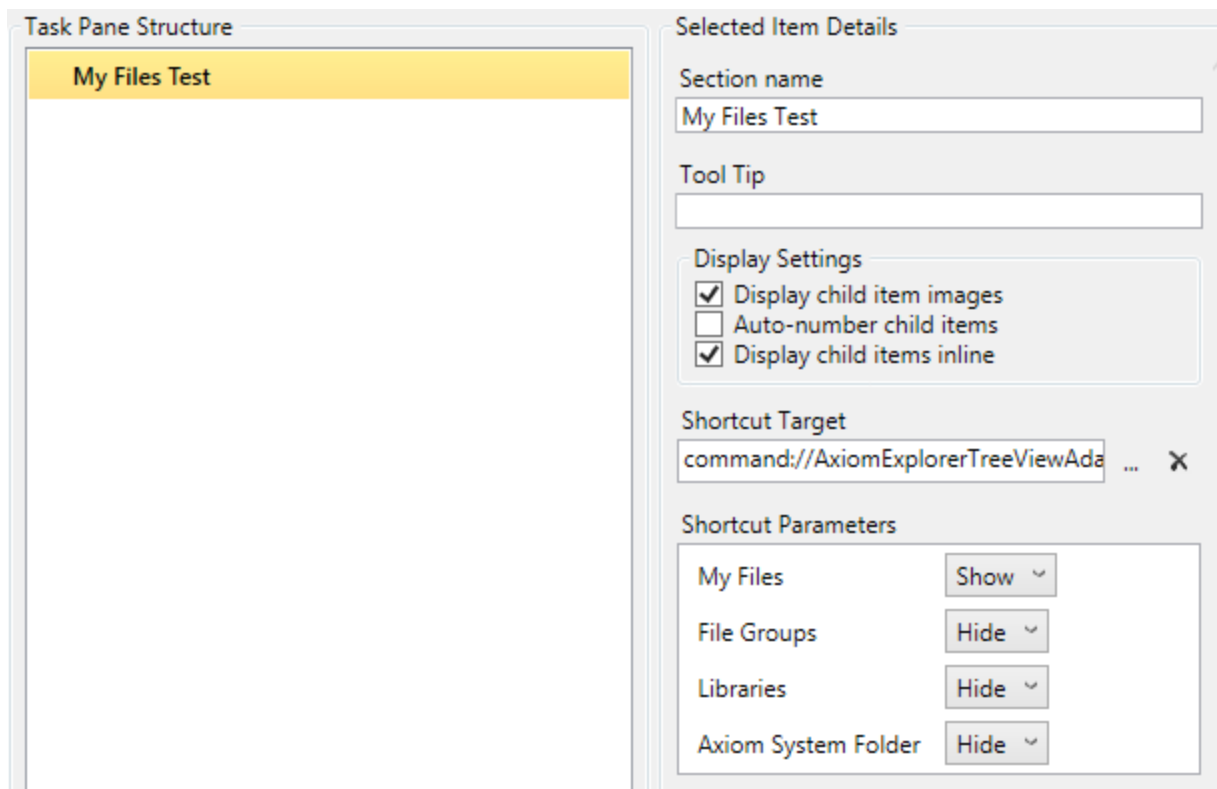 Task Pane Structure
My Files Test
Selected Item Details
Section name
My Files Test
Tool Tip
Display Settings
Display child item images
Auto-number child items
Display child items inline
Shortcut Target
command://AxiomExplorerTreeViewAda ...
Shortcut Parameters
My Files Show
File Groups Hide
Libraries Hide
Axiom System Folder Hide